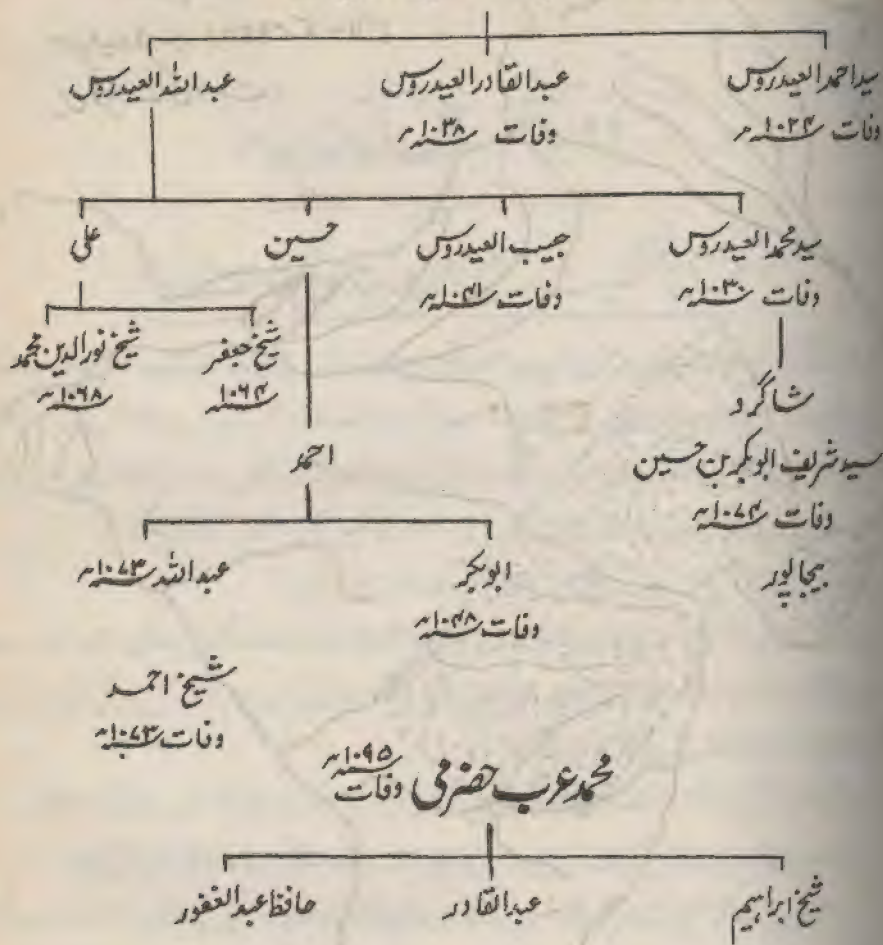 سید احمد العیدروس
وفات ۱۰۲۴ھ
عبدالقادر العیدروس
وفات ۱۰۳۸ھ
عبداللہ العیدروس
سید محمد العیدروس
وفات ۱۰۳۰ھ
حبیب العیدروس
وفات ۱۰۴۱ھ
حسین
علی
شیخ جعفر
۱۰۶۴
شیخ نورالدین محمد
۱۰۶۸ھ
شاگرد
سید شریف ابوبکر بن حسین
وفات ۱۰۷۴ھ
بیجاپور
احمد
ابوبکر
وفات ۱۰۴۸ھ
عبداللہ ۱۰۷۳ھ
شیخ احمد
وفات ۱۰۷۳ھ
محمد عرب حضرمی وفات ۱۰۹۵ھ
شیخ ابراہیم
عبدالقادر
حافظ عبدالغفور